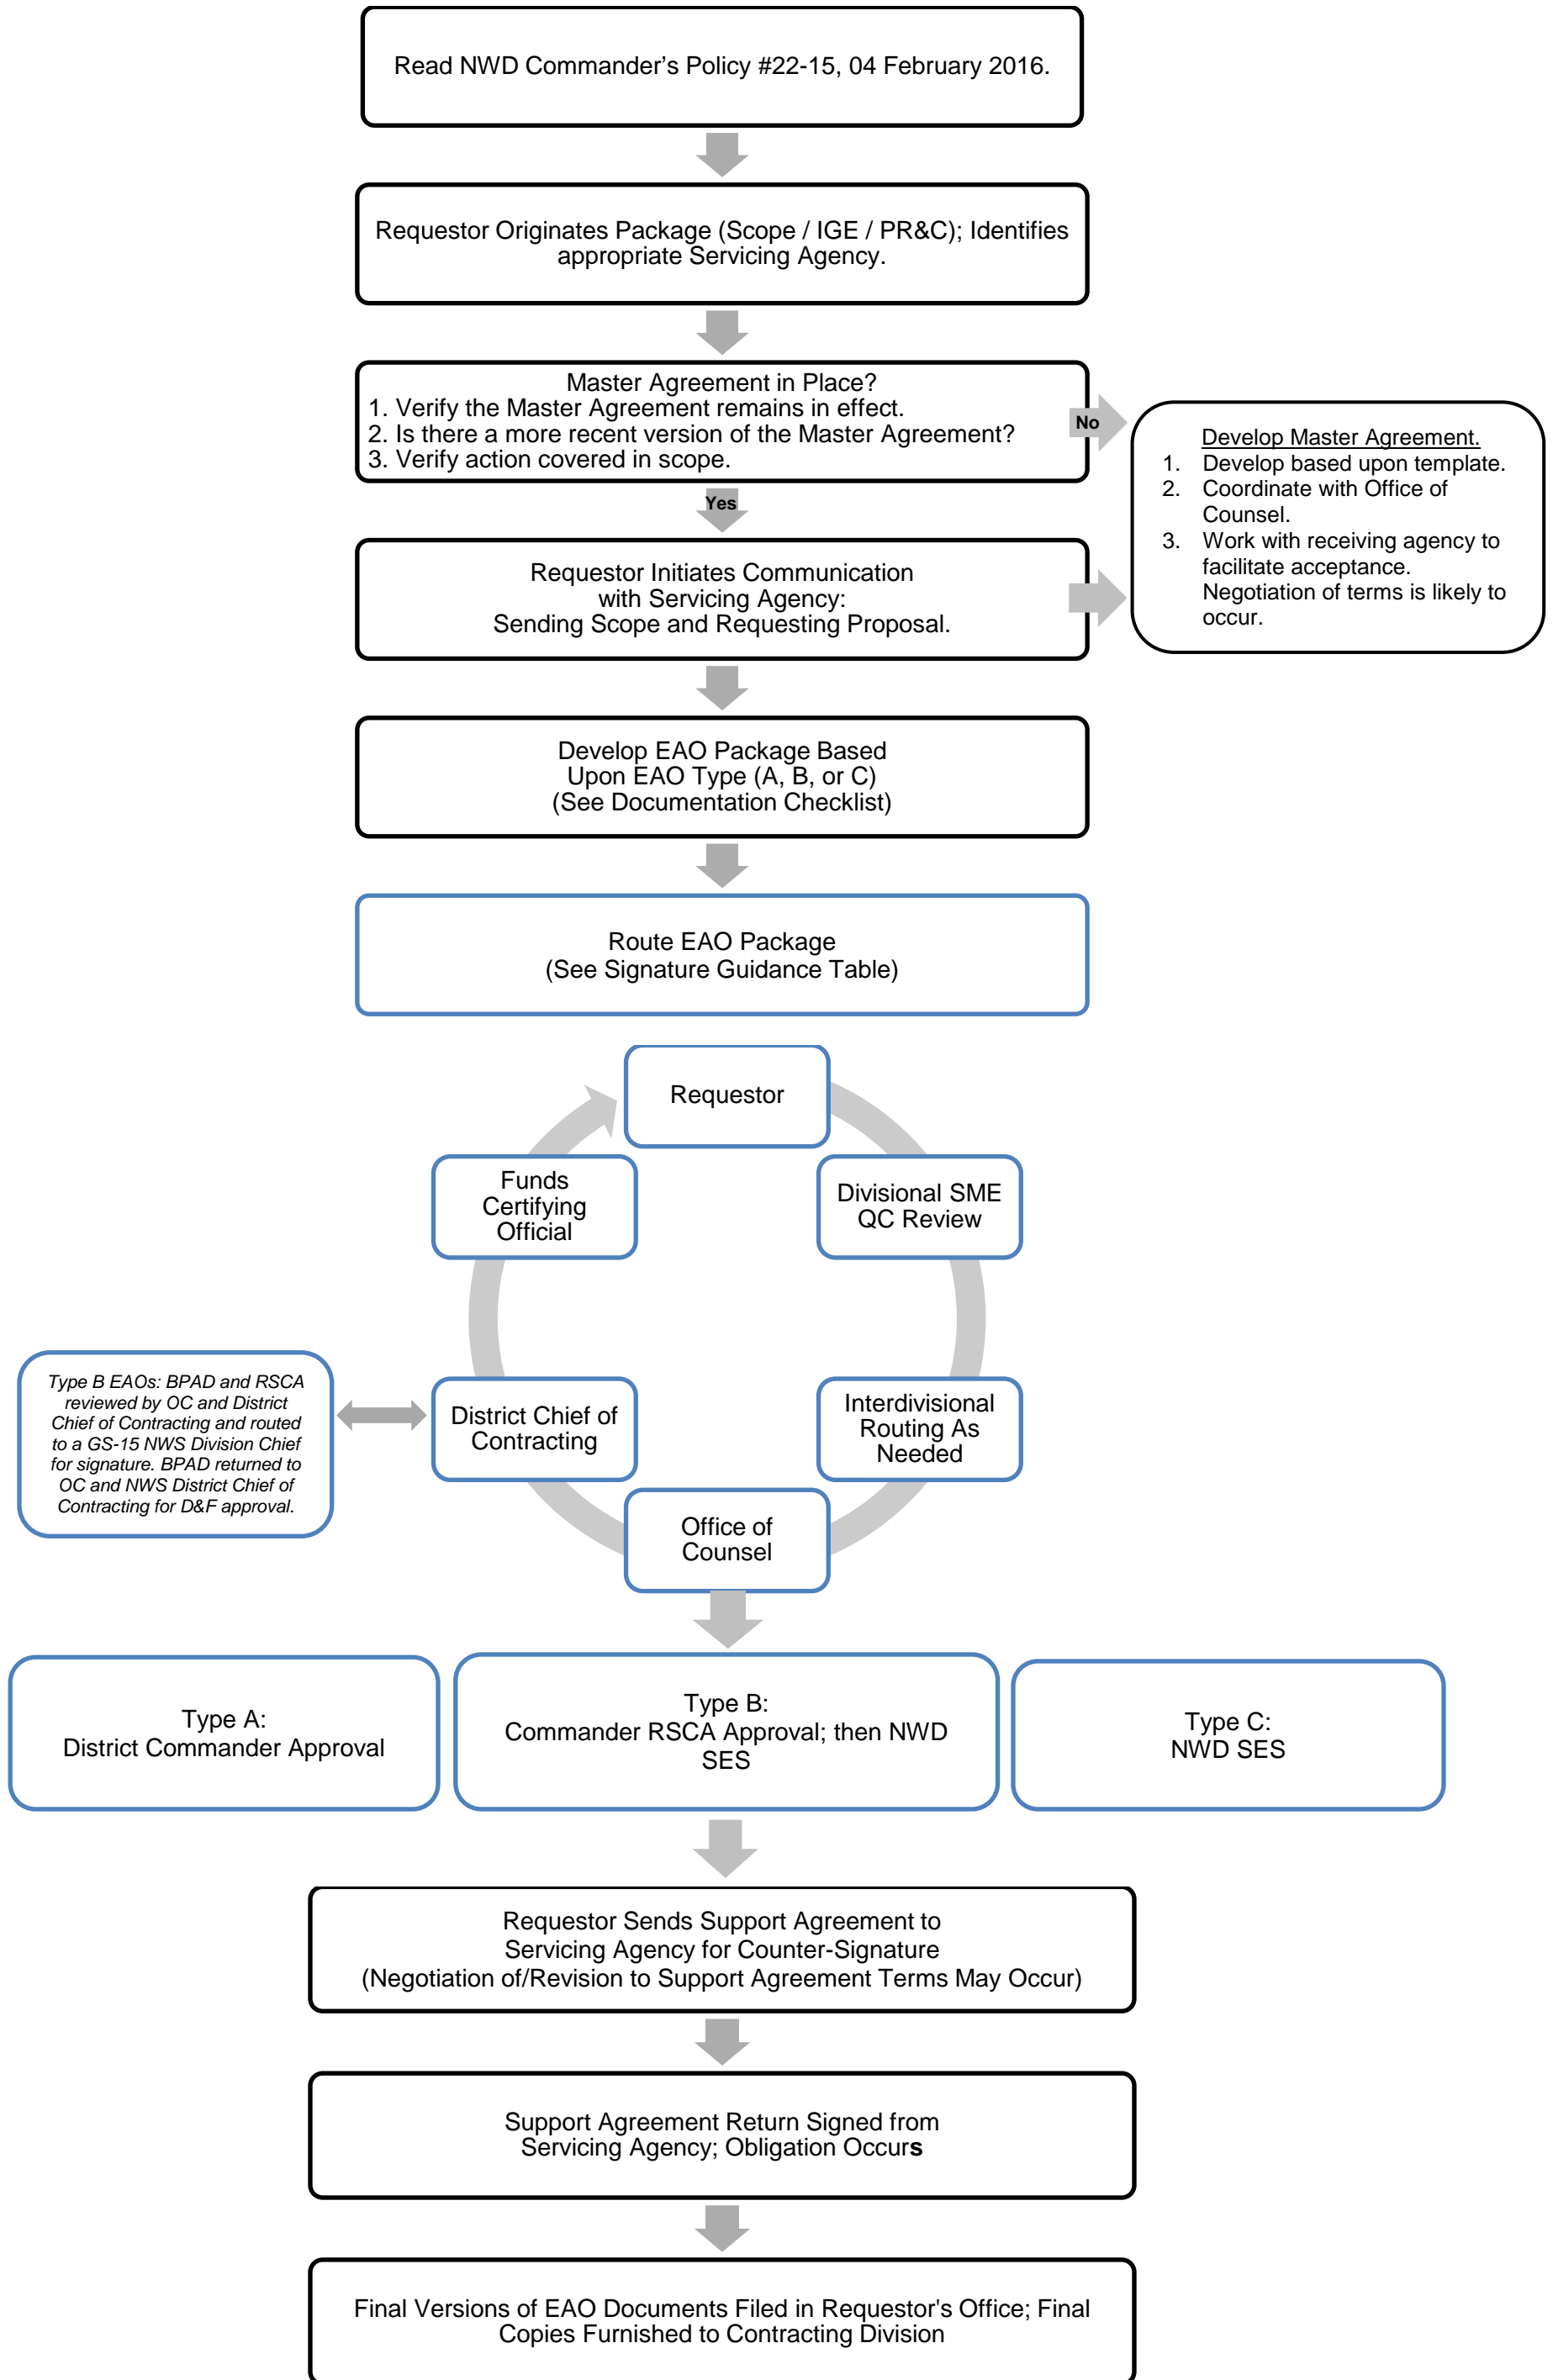 Read NWD Commander's Policy #22-15, 04 February 2016.
Requestor Originates Package (Scope / IGE / PR&C); Identifies
appropriate Servicing Agency.
Master Agreement in Place?
1. Verify the Master Agreement remains in effect.
2. Is there a more recent version of the Master Agreement?
3. Verify action covered in scope.
No
Develop Master Agreement.
1. Develop based upon template.
2. Coordinate with Office of
Counsel.
3. Work with receiving agency to
facilitate acceptance.
Negotiation of terms is likely to
occur.
Yes
Requestor Initiates Communication
with Servicing Agency:
Sending Scope and Requesting Proposal.
Develop EAO Package Based
Upon EAO Type (A, B, or C)
(See Documentation Checklist)
Route EAO Package
(See Signature Guidance Table)
Requestor
Divisional SME
QC Review
Interdivisional
Routing As
Needed
Office of
Counsel
District Chief of
Contracting
Funds
Certifying
Official
Type B EAOs: BPAD and RSCA
reviewed by OC and District
Chief of Contracting and routed
to a GS-15 NWS Division Chief
for signature. BPAD returned to
OC and NWS District Chief of
Contracting for D&F approval.
Type A:
District Commander Approval
Type B:
Commander RSCA Approval; then NWD
SES
Type C:
NWD SES
Requestor Sends Support Agreement to
Servicing Agency for Counter-Signature
(Negotiation of/Revision to Support Agreement Terms May Occur)
Support Agreement Return Signed from
Servicing Agency; Obligation Occurs
Final Versions of EAO Documents Filed in Requestor's Office; Final
Copies Furnished to Contracting Division